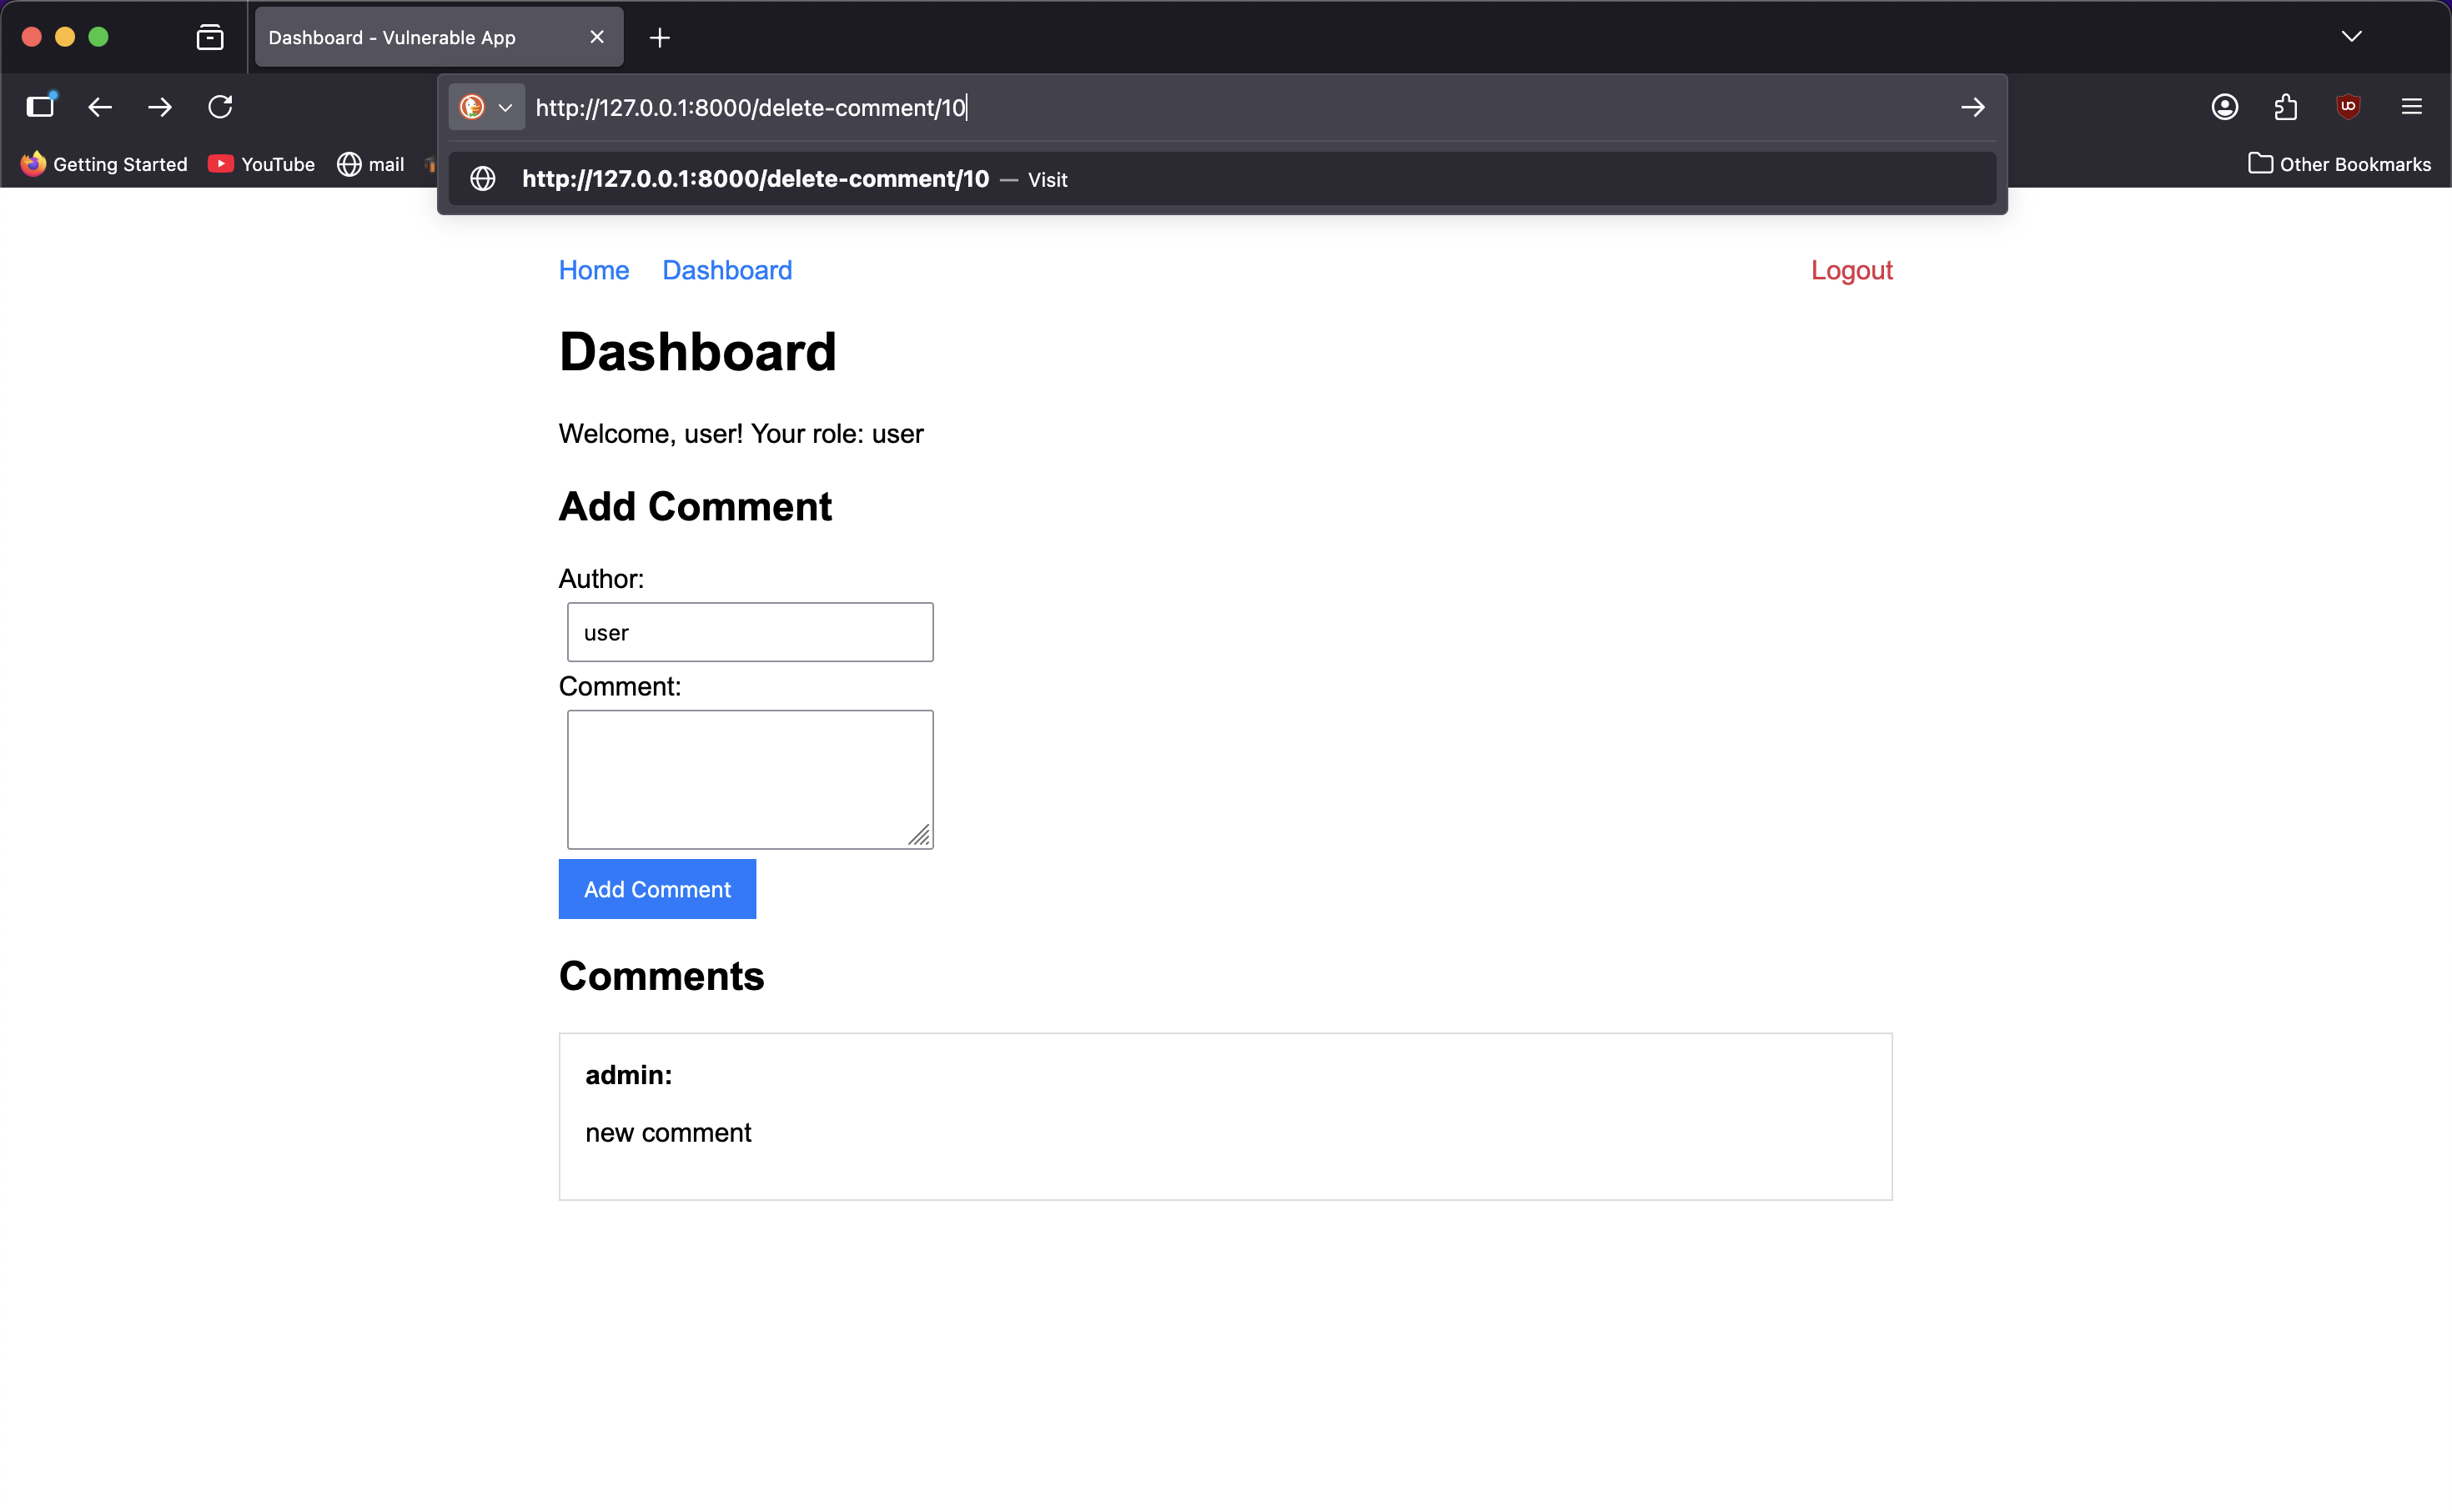 Dashboard - Vulnerable App
http://127.0.0.1:8000/delete-comment/10
Getting Started YouTube mail Other Bookmarks
http://127.0.0.1:8000/delete-comment/10 — Visit
Home Dashboard Logout
Dashboard
Welcome, user! Your role: user
Add Comment
Author:
user
Comment:
Add Comment
Comments
admin:
new comment